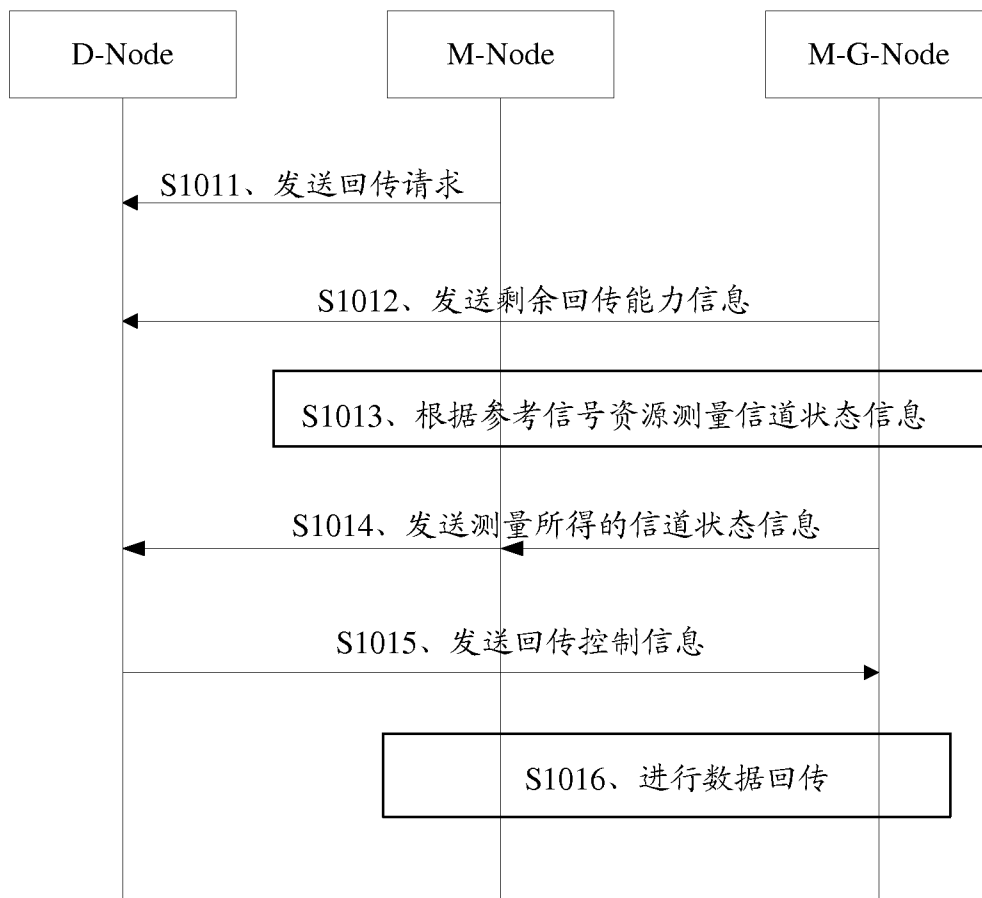 D-Node
M-Node
M-G-Node
S1011、发送回传请求
S1012、发送剩余回传能力信息
S1013、根据参考信号资源测量信道状态信息
S1014、发送测量所得的信道状态信息
S1015、发送回传控制信息
S1016、进行数据回传